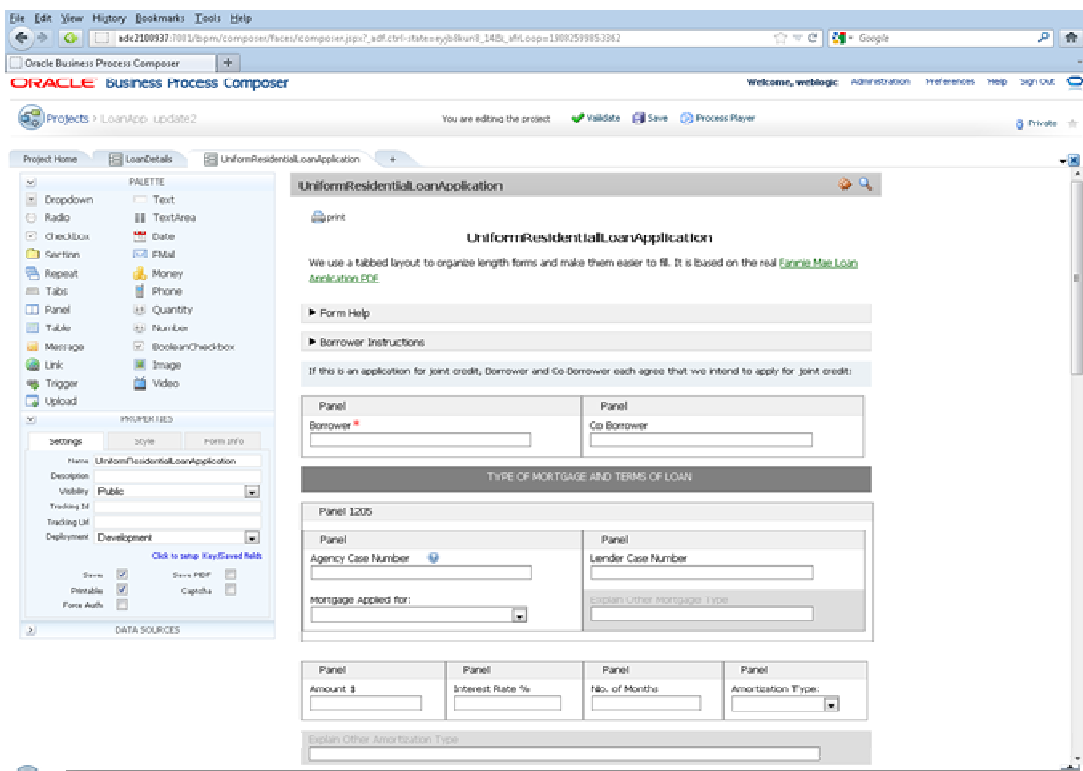 File Edit View History Bookmarks Tools Help
Google
Oracle Business Process Composer +
ORACLE Business Process Composer Welcome, weblogic Administration Preferences Help Sign Out
Projects > LoanApp update2 You are editing the project Validate Save Process Player Private
Project Home LoanDetails UniformResidentialLoanApplication +
PALETTE
Dropdown Text
Radio TextArea
Checkbox Date
Section EMail
Repeat Money
Tabs Phone
Panel Quantity
Table Number
Message BooleanCheckbox
Link Image
Trigger Video
Upload
PROPERTIES
Settings Style Form Info
Name UniformResidentialLoanApplication
Description
Visibility Public
Tracking Id
Tracking Url
Deployment Development
Click to setup Key/Saved fields
Save Save PDF
Printable Captcha
Force Auth
DATA SOURCES
UniformResidentialLoanApplication
print
UniformResidentialLoanApplication
We use a tabbed layout to organize length forms and make them easier to fill. It is based on the real Fannie Mae Loan
Application PDF
Form Help
Borrower Instructions
If this is an application for joint credit, Borrower and Co Borrower each agree that we intend to apply for joint credit:
Panel Panel
Borrower * Co Borrower
TYPE OF MORTGAGE AND TERMS OF LOAN
Panel 1205
Panel Panel
Agency Case Number Lender Case Number
Mortgage Applied for: Explain Other Mortgage Type
Panel Panel Panel Panel
Amount $ Interest Rate % No. of Months Amortization Type:
Explain Other Amortization Type